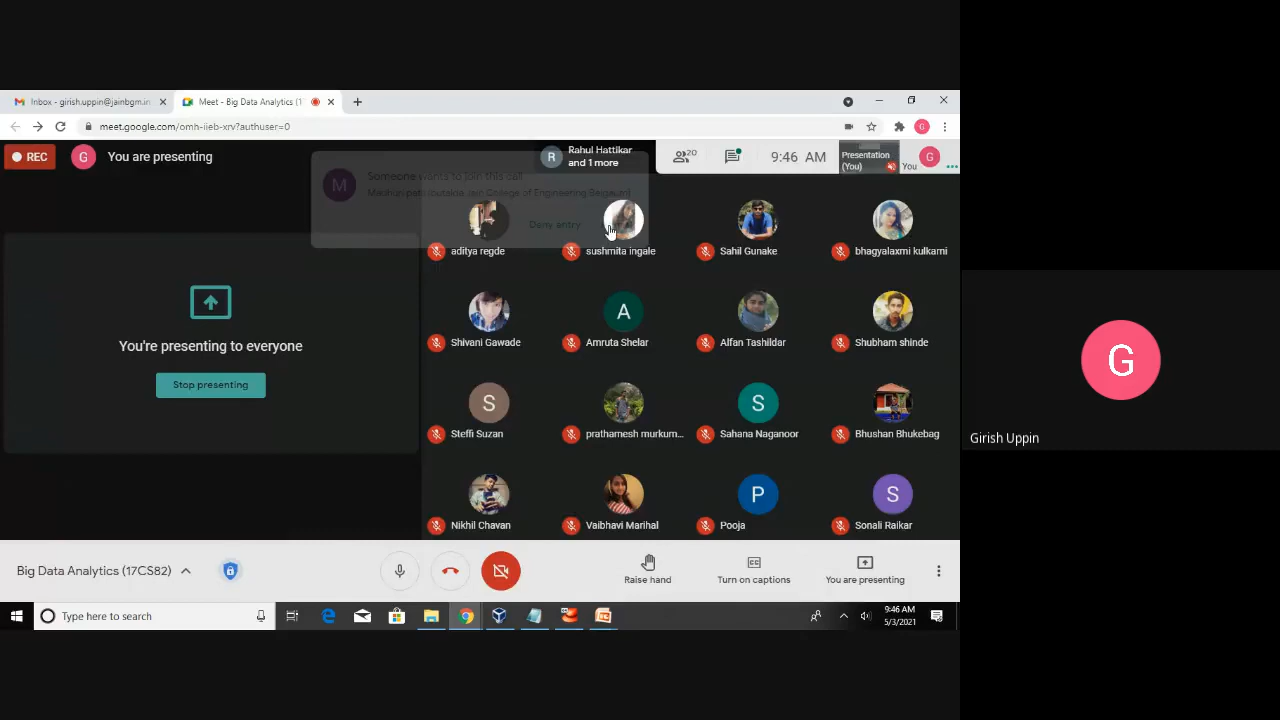 Inbox - girish.uppin@jainbgm.in
Meet - Big Data Analytics (1
meet.google.com/omh-iieb-xrv?authuser=0
G
REC
G
You are presenting
R
Rahul Hattikar
and 1 more
20
9:46 AM
Presentation
(You)
You
G
M
Someone wants to join this call
Jain College of Engineering
Deny entry
aditya regde
sushmita ingale
Sahil Gunake
bhagyalaxmi kulkarni
You're presenting to everyone
Stop presenting
Shivani Gawade
A
Amruta Shelar
Alfan Tashildar
Shubham shinde
S
Steffi Suzan
prathamesh murkum...
S
Sahana Naganoor
Bhushan Bhukebag
Nikhil Chavan
Vaibhavi Marihal
P
Pooja
S
Sonali Raikar
G
Girish Uppin
Big Data Analytics (17CS82)
Raise hand
CC
Turn on captions
You are presenting
Type here to search
9:46 AM
5/3/2021